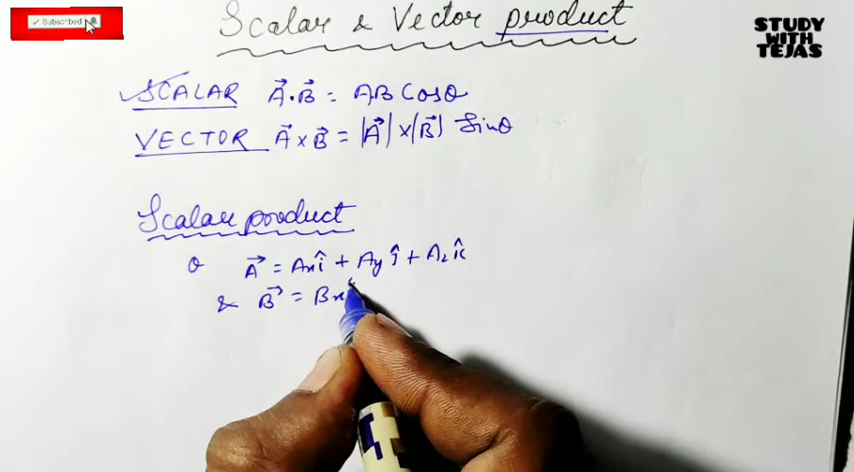 Scalar & Vector product
✓ Subscribed
STUDY
WITH
TEJAS
SCALAR A⃗.B⃗ = AB Cosθ
VECTOR A⃗ × B⃗ = |A⃗| × |B⃗| Sinθ
Scalar product
θ A⃗ = Axî + Ayĵ + Azk̂
& B⃗ = Bx